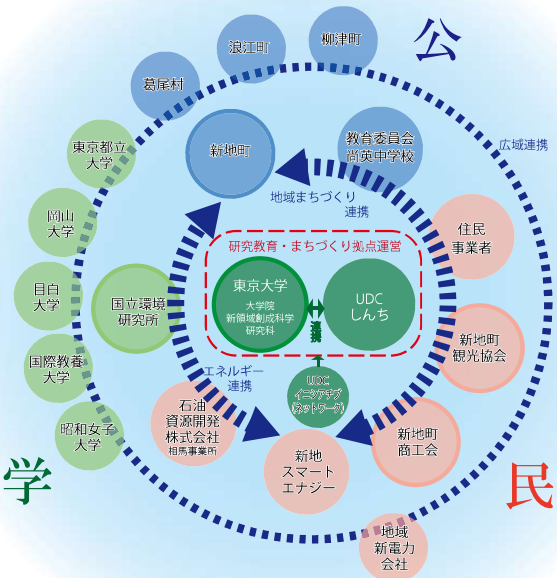 公
柳津町
浪江町
葛尾村
新地町
教育委員会
尚英中学校
広域連携
東京都立
大学
地域まちづくり
連携
岡山
大学
住民
事業者
研究教育・まちづくり拠点運営
目白
大学
国立環境
研究所
東京大学
大学院
新領域創成科学
研究科
連携
UDC
しんち
国際教養
大学
新地町
観光協会
エネルギー
連携
UDC
イニシアチブ
(ネットワーク)
昭和女子
大学
石油
資源開発
株式会社
相馬事業所
新地町
商工会
新地
スマート
エナジー
学
民
地域
新電力
会社